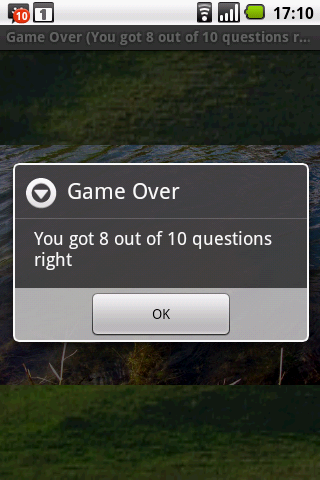 10
1
17:10
Game Over (You got 8 out of 10 questions r...
Game Over
You got 8 out of 10 questions
right
OK